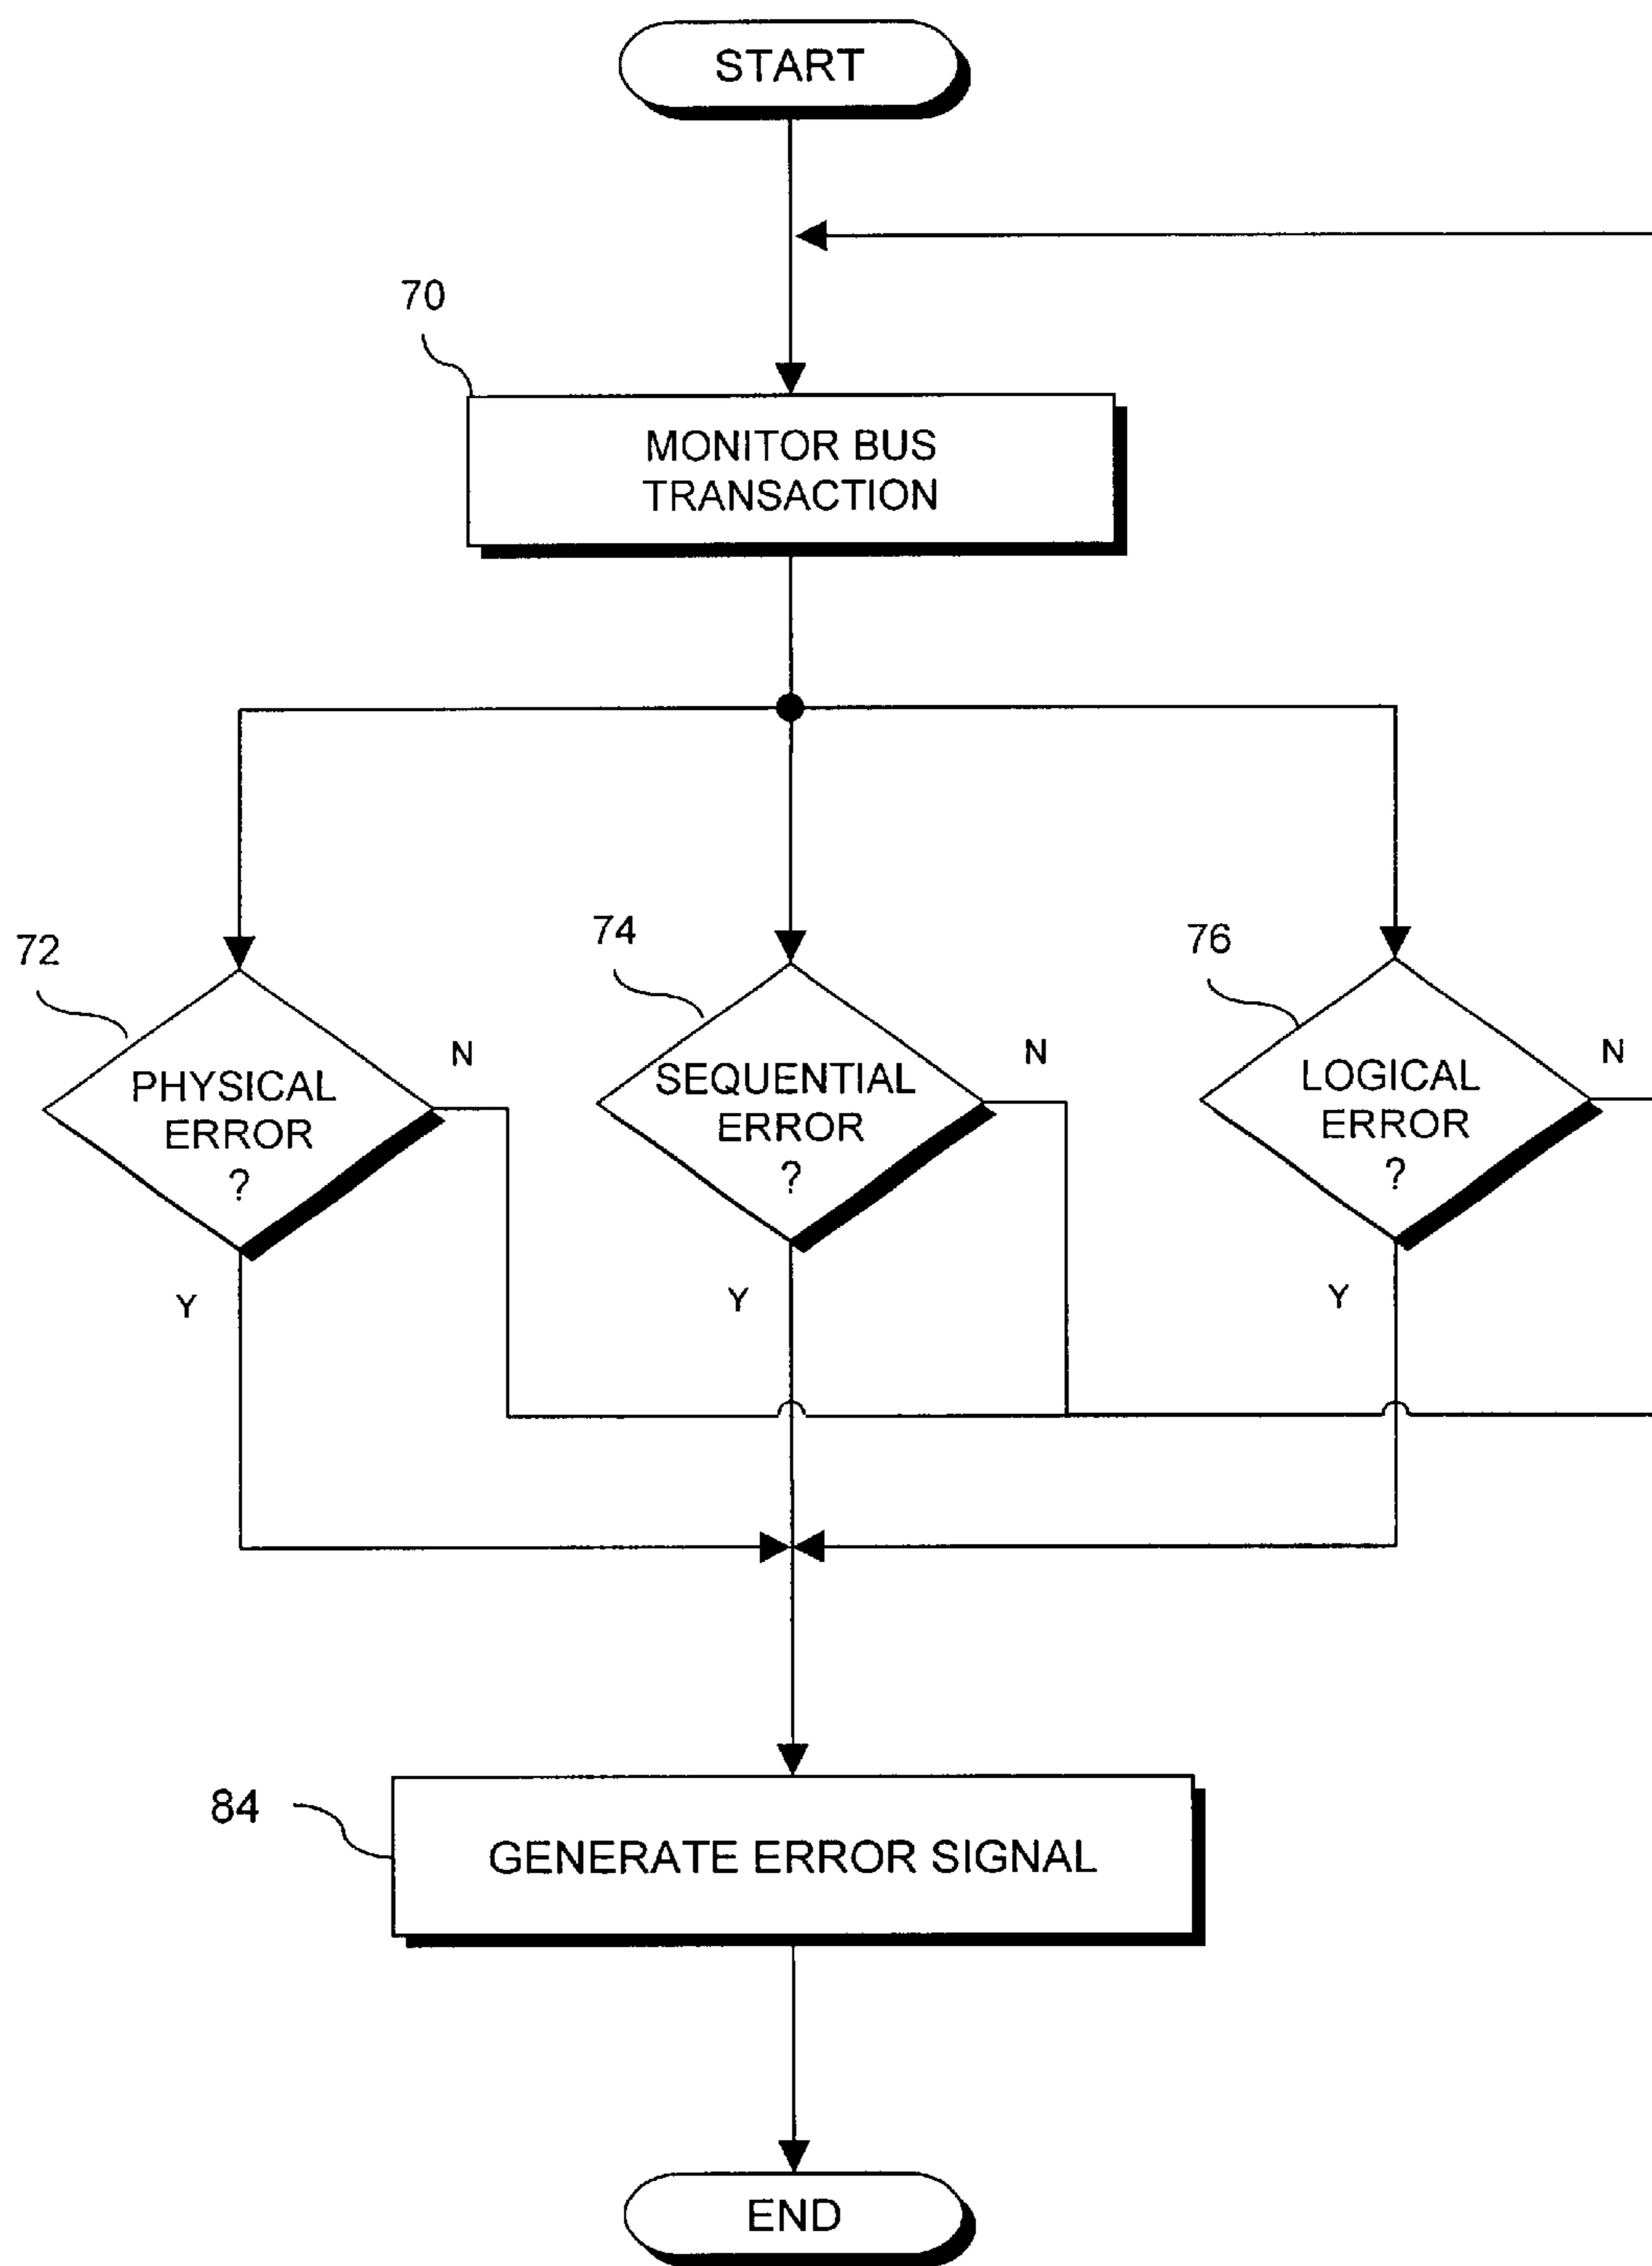 START
70
MONITOR BUS
TRANSACTION
72
PHYSICAL
ERROR
?
N
Y
74
SEQUENTIAL
ERROR
?
N
Y
76
LOGICAL
ERROR
?
N
Y
84
GENERATE ERROR SIGNAL
END